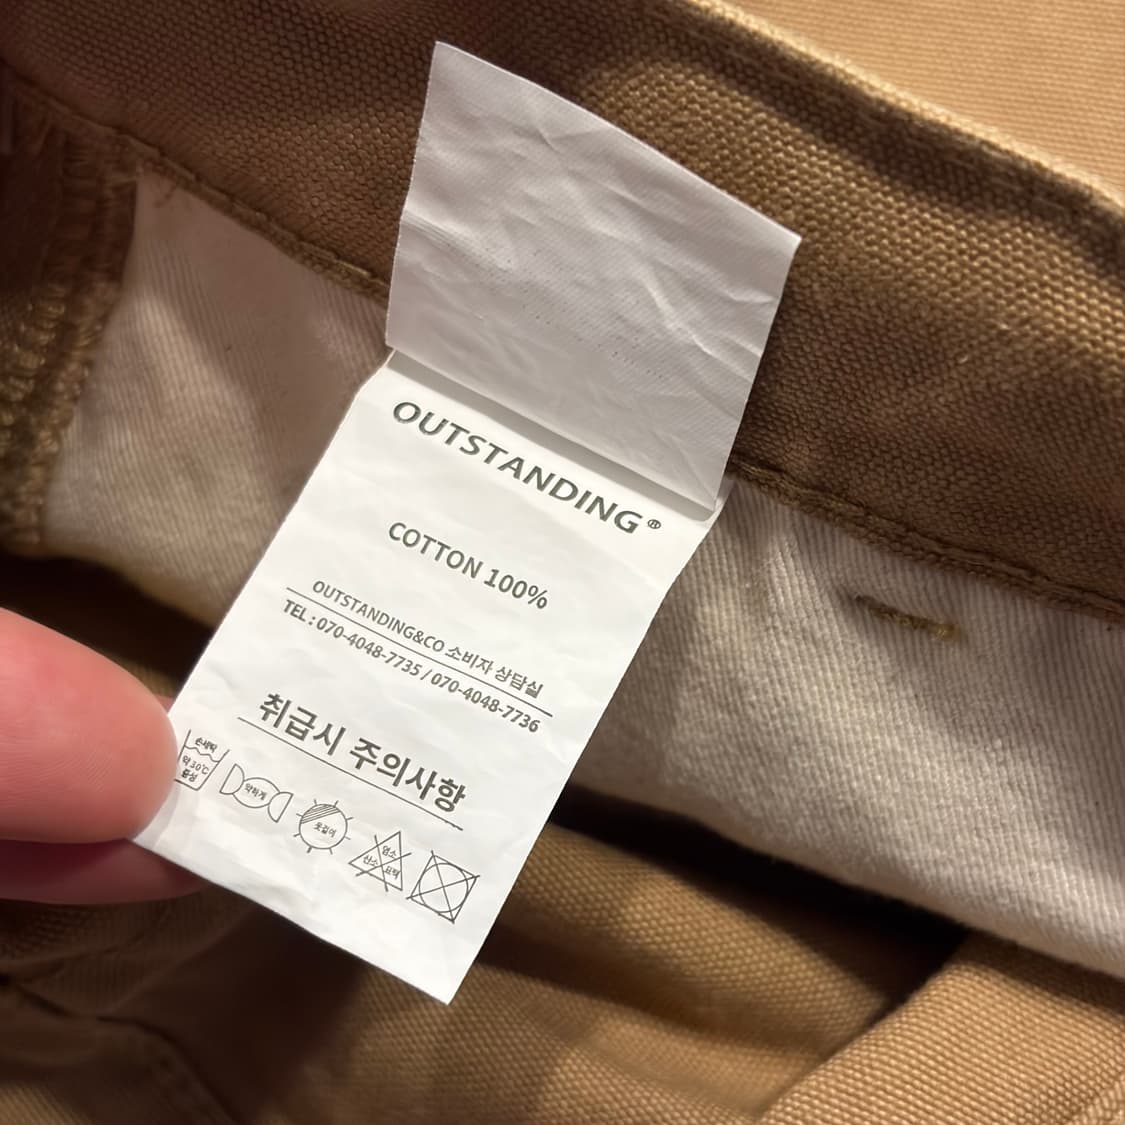 OUTSTANDING®
COTTON 100%
OUTSTANDING&CO 소비자 상담실
TEL : 070-4048-7735 / 070-4048-7736
취급시 주의사항
손세탁
약30℃
중성
약하게
옷걸이
염소
산소 표백